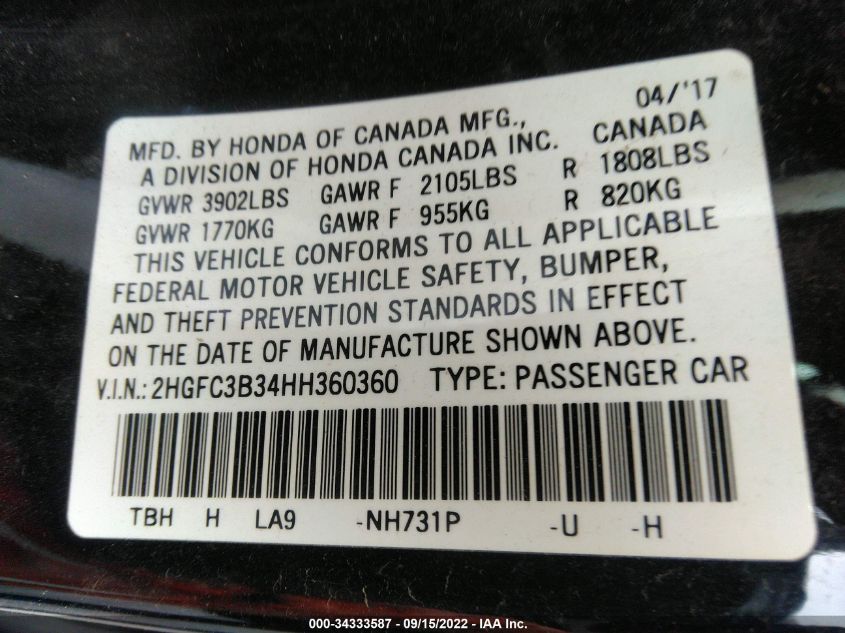 04/'17
MFD. BY HONDA OF CANADA MFG., CANADA
A DIVISION OF HONDA CANADA INC.
GVWR 3902LBS GAWR F 2105LBS R 1808LBS
GVWR 1770KG GAWR F 955KG R 820KG
THIS VEHICLE CONFORMS TO ALL APPLICABLE
FEDERAL MOTOR VEHICLE SAFETY, BUMPER,
AND THEFT PREVENTION STANDARDS IN EFFECT
ON THE DATE OF MANUFACTURE SHOWN ABOVE.
V.I.N.: 2HGFC3B34HH360360 TYPE: PASSENGER CAR
TBH H LA9 -NH731P -U -H
000-34333587 - 09/15/2022 - IAA Inc.